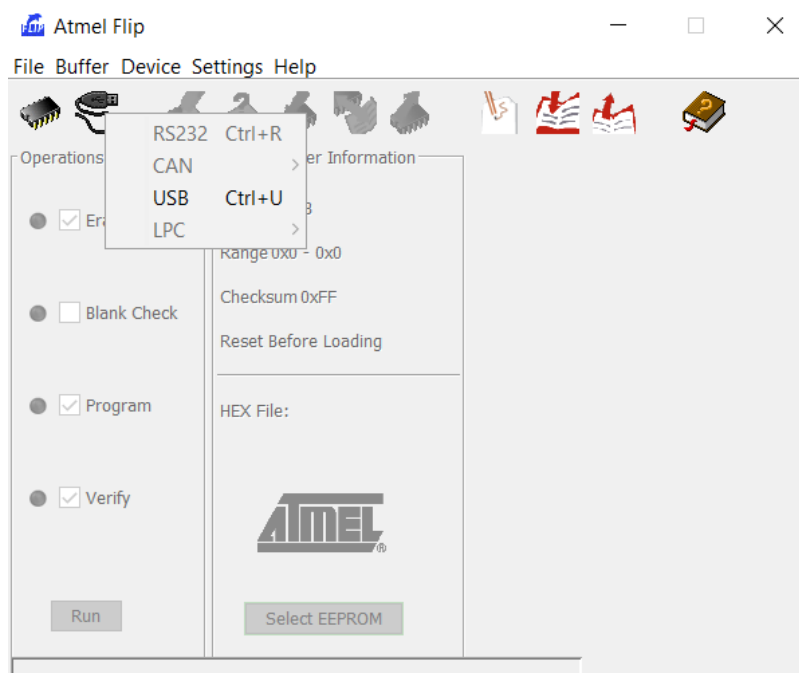 Atmel Flip
File Buffer Device Settings Help
RS232 Ctrl+R
CAN
USB Ctrl+U
LPC
Operations
er Information
Range 0x0 - 0x0
Checksum 0xFF
Reset Before Loading
HEX File:
Blank Check
Program
Verify
ATMEL
Run
Select EEPROM